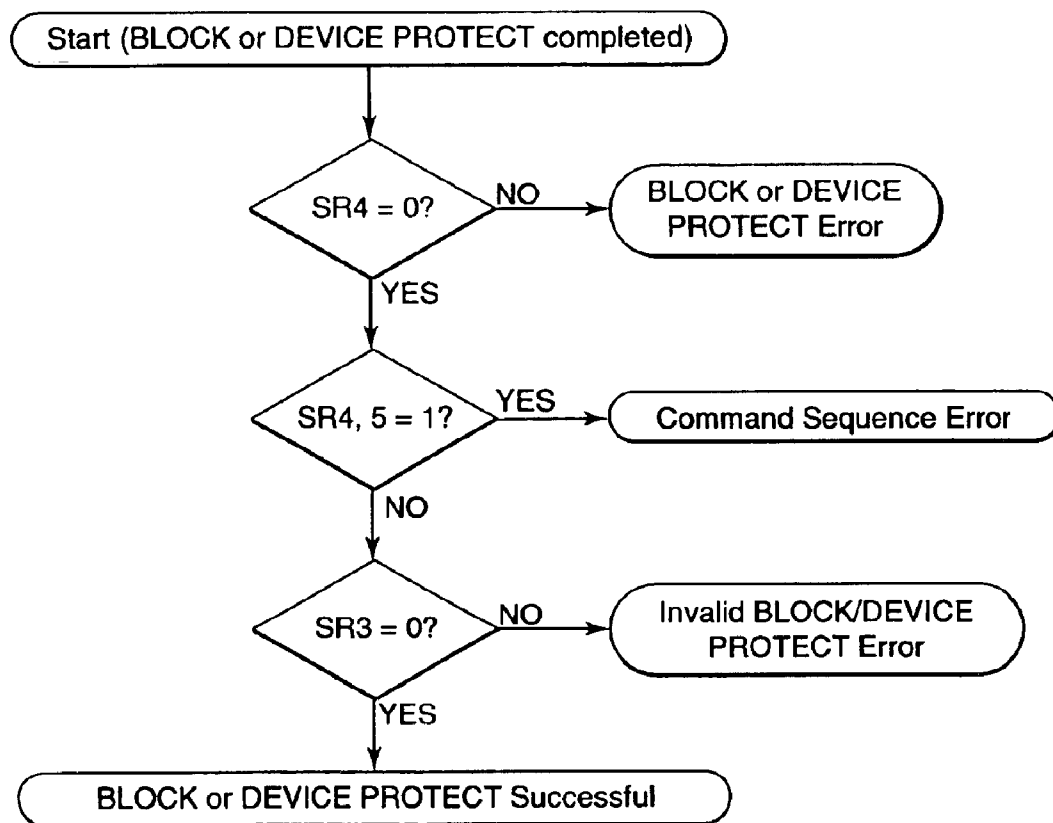 Start (BLOCK or DEVICE PROTECT completed)
SR4 = 0?
NO
BLOCK or DEVICE
PROTECT Error
YES
SR4, 5 = 1?
YES
Command Sequence Error
NO
SR3 = 0?
NO
Invalid BLOCK/DEVICE
PROTECT Error
YES
BLOCK or DEVICE PROTECT Successful